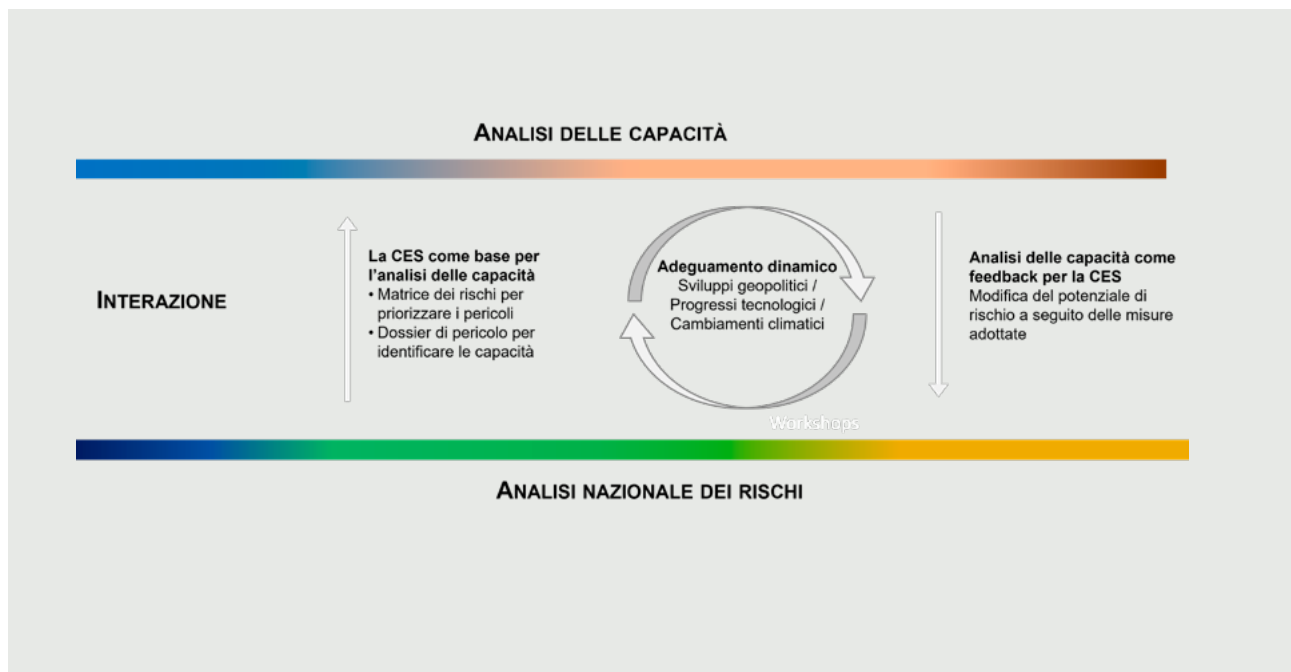 ANALISI DELLE CAPACITÀ
INTERAZIONE
La CES come base per
l'analisi delle capacità
• Matrice dei rischi per
priorizzare i pericoli
• Dossier di pericolo per
identificare le capacità
Adeguamento dinamico
Sviluppi geopolitici /
Progressi tecnologici /
Cambiamenti climatici
Analisi delle capacità come
feedback per la CES
Modifica del potenziale di
rischio a seguito delle misure
adottate
Workshops
ANALISI NAZIONALE DEI RISCHI